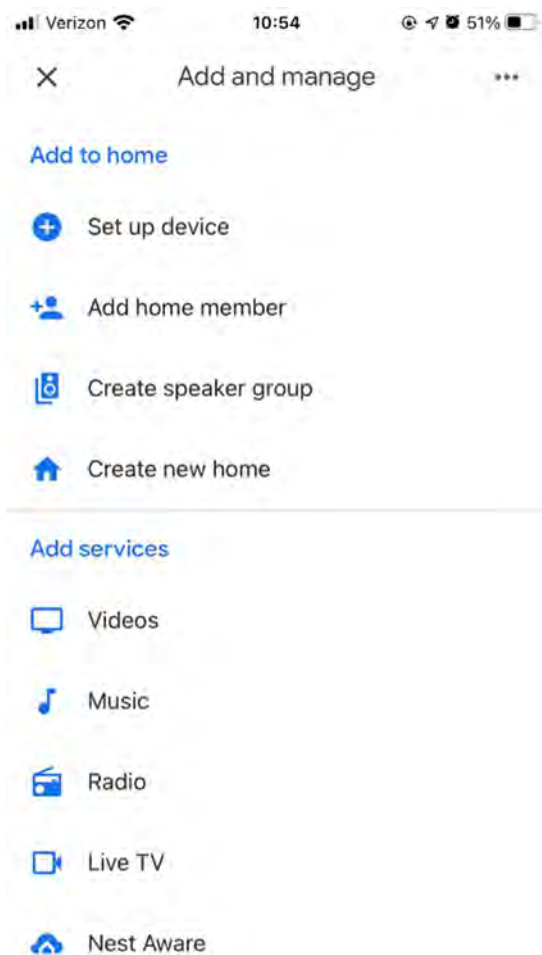 Verizon 10:54 51%
Add and manage
Add to home
Set up device
Add home member
Create speaker group
Create new home
Add services
Videos
Music
Radio
Live TV
Nest Aware